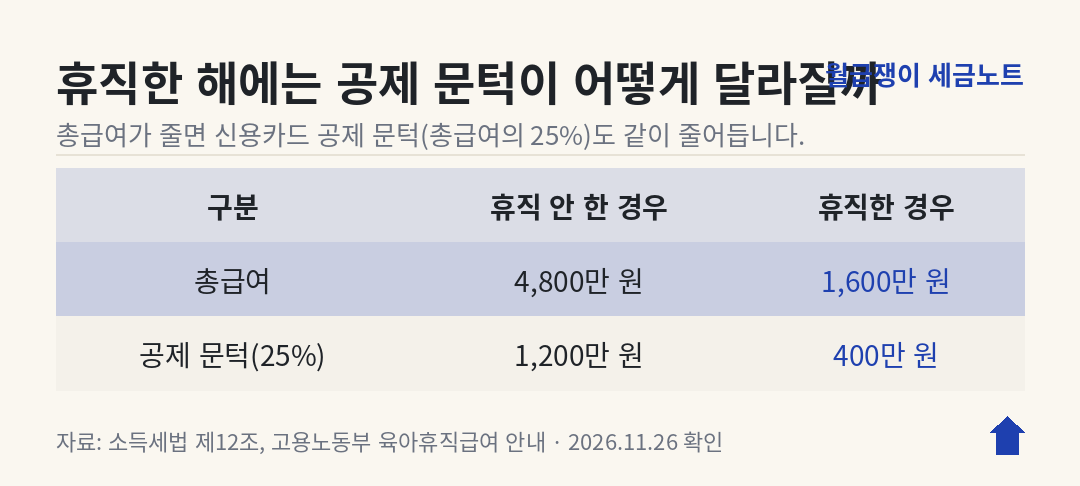 휴직한 해에는 공제 문턱이 어떻게 달라질까
월급쟁이 세금노트
총급여가 줄면 신용카드 공제 문턱(총급여의 25%)도 같이 줄어듭니다.
구분 휴직 안 한 경우 휴직한 경우
총급여 4,800만 원 1,600만 원
공제 문턱(25%) 1,200만 원 400만 원
자료: 소득세법 제12조, 고용노동부 육아휴직급여 안내 · 2026.11.26 확인